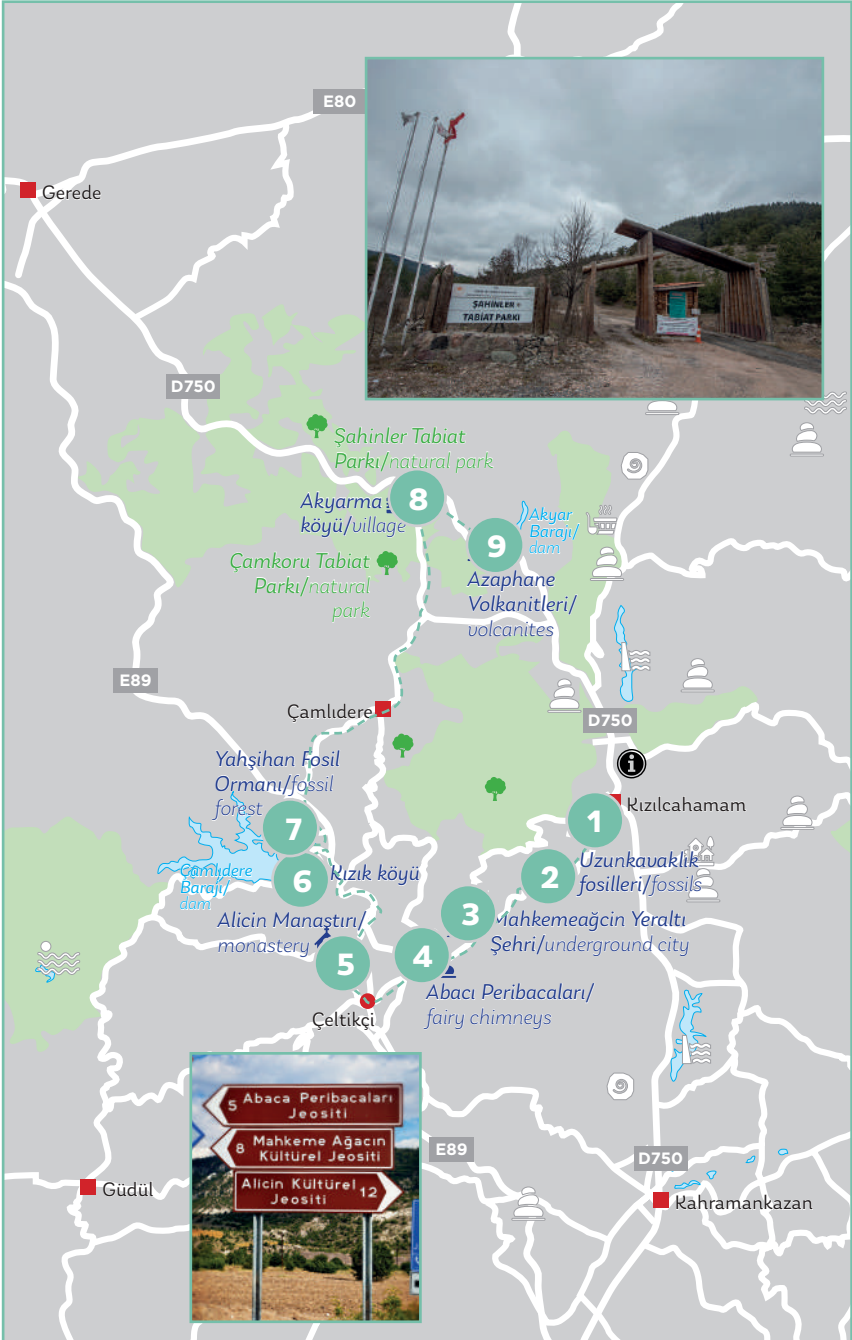 E80
Gerede
ŞAHİNLER
TABİAT PARKI
D750
Şahinler Tabiat
Parkı/natural park
Akyarma
köyü/village
8
9
Akyar
Barajı/
dam
Çamkoru Tabiat
Parkı/natural
park
Azaphane
Volkanitleri/
volcanites
E89
Çamlıdere
D750
i
Kızılcahamam
Yahşihan Fosil
Ormanı/fossil
forest
7
1
Çamlıdere
Barajı/
dam
6
Kızık köyü
2
Uzunkavaklık
fosilleri/fossils
Alicin Manastırı/
monastery
3
Mahkemeağcin Yeraltı
Şehri/underground city
5
4
Abacı Peribacaları/
fairy chimneys
Çeltikçi
5 Abaca Peribacaları
Jeositi
8 Mahkeme Ağacın
Kültürel Jeositi
Alicin Kültürel
Jeositi 12
E89
D750
Güdül
Kahramankazan